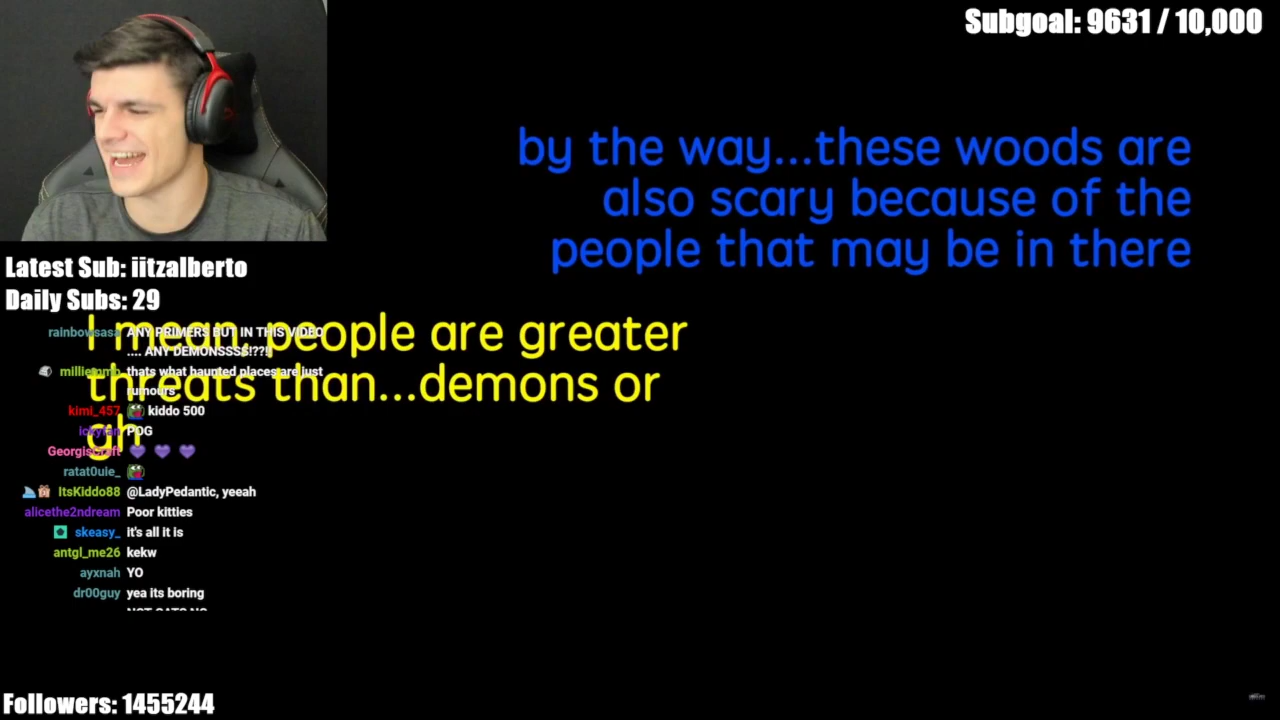 Subgoal: 9631 / 10,000
by the way...these woods are
also scary because of the
people that may be in there
Latest Sub: iitzalberto
Daily Subs: 29
I mean, people are greater
threats than...demons or
gh
rainbowsasa ANY PRIMERS BUT IN THIS VIDEO
.... ANY DEMONSSSS!??!!
thats what haunted places are just
rumours
kimi_457 kiddo 500
POG
GeorgisCraft
ratat0uie_
ItsKiddo88 @LadyPedantic, yeeah
alicethe2ndream Poor kitties
skeasy_ it's all it is
antgl_me26 kekw
ayxnah YO
dr00guy yea its boring
Followers: 1455244